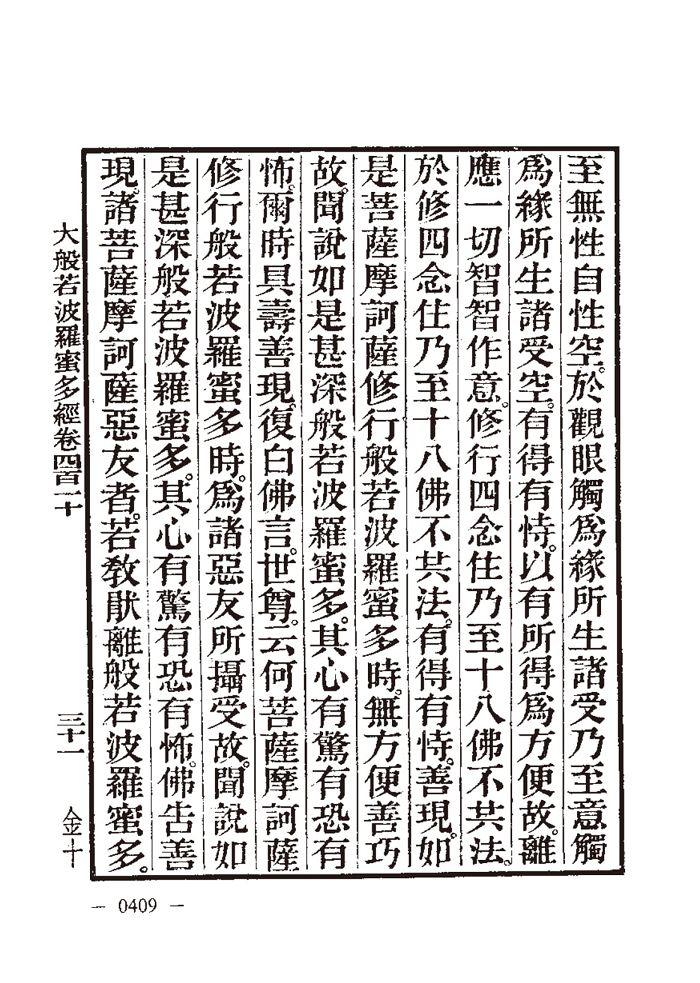 至無性自性空。於觀眼觸爲緣所生諸受乃至意觸
爲緣所生諸受空。有得有恃。以有所得爲方便故。離
應一切智智作意。修行四念住乃至十八佛不共法。
於修四念住乃至十八佛不共法。有得有恃。善現。如
是菩薩摩訶薩修行般若波羅蜜多時。無方便善巧
故。聞說如是甚深般若波羅蜜多。其心有驚有恐有
怖。爾時具壽善現。復白佛言。世尊。云何菩薩摩訶薩
修行般若波羅蜜多時。爲諸惡友所攝受故。聞說如
是甚深般若波羅蜜多。其心有驚有恐有怖。佛告善
現。諸菩薩摩訶薩惡友者。若教猒離般若波羅蜜多。
大般若波羅蜜多經卷四百一十 三十一 金十
— 0409 —